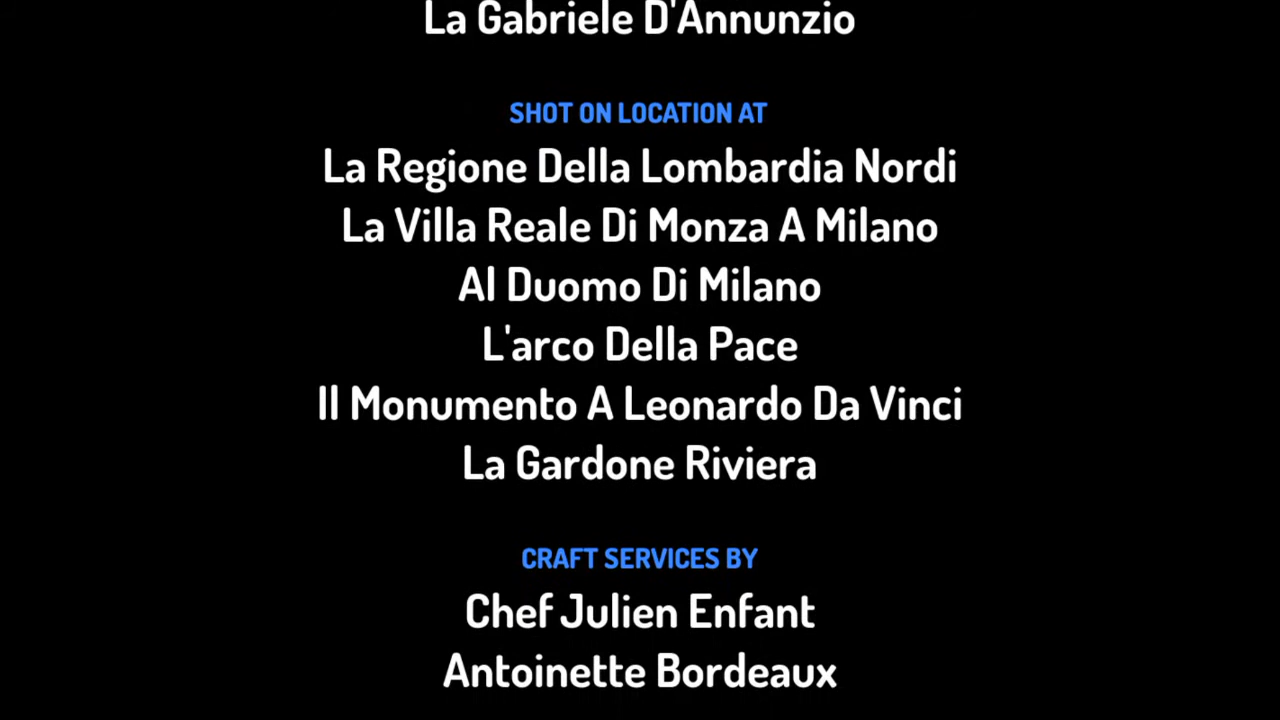 La Gabriele D'Annunzio
SHOT ON LOCATION AT
La Regione Della Lombardia Nordi
La Villa Reale Di Monza A Milano
Al Duomo Di Milano
L'arco Della Pace
Il Monumento A Leonardo Da Vinci
La Gardone Riviera
CRAFT SERVICES BY
Chef Julien Enfant
Antoinette Bordeaux